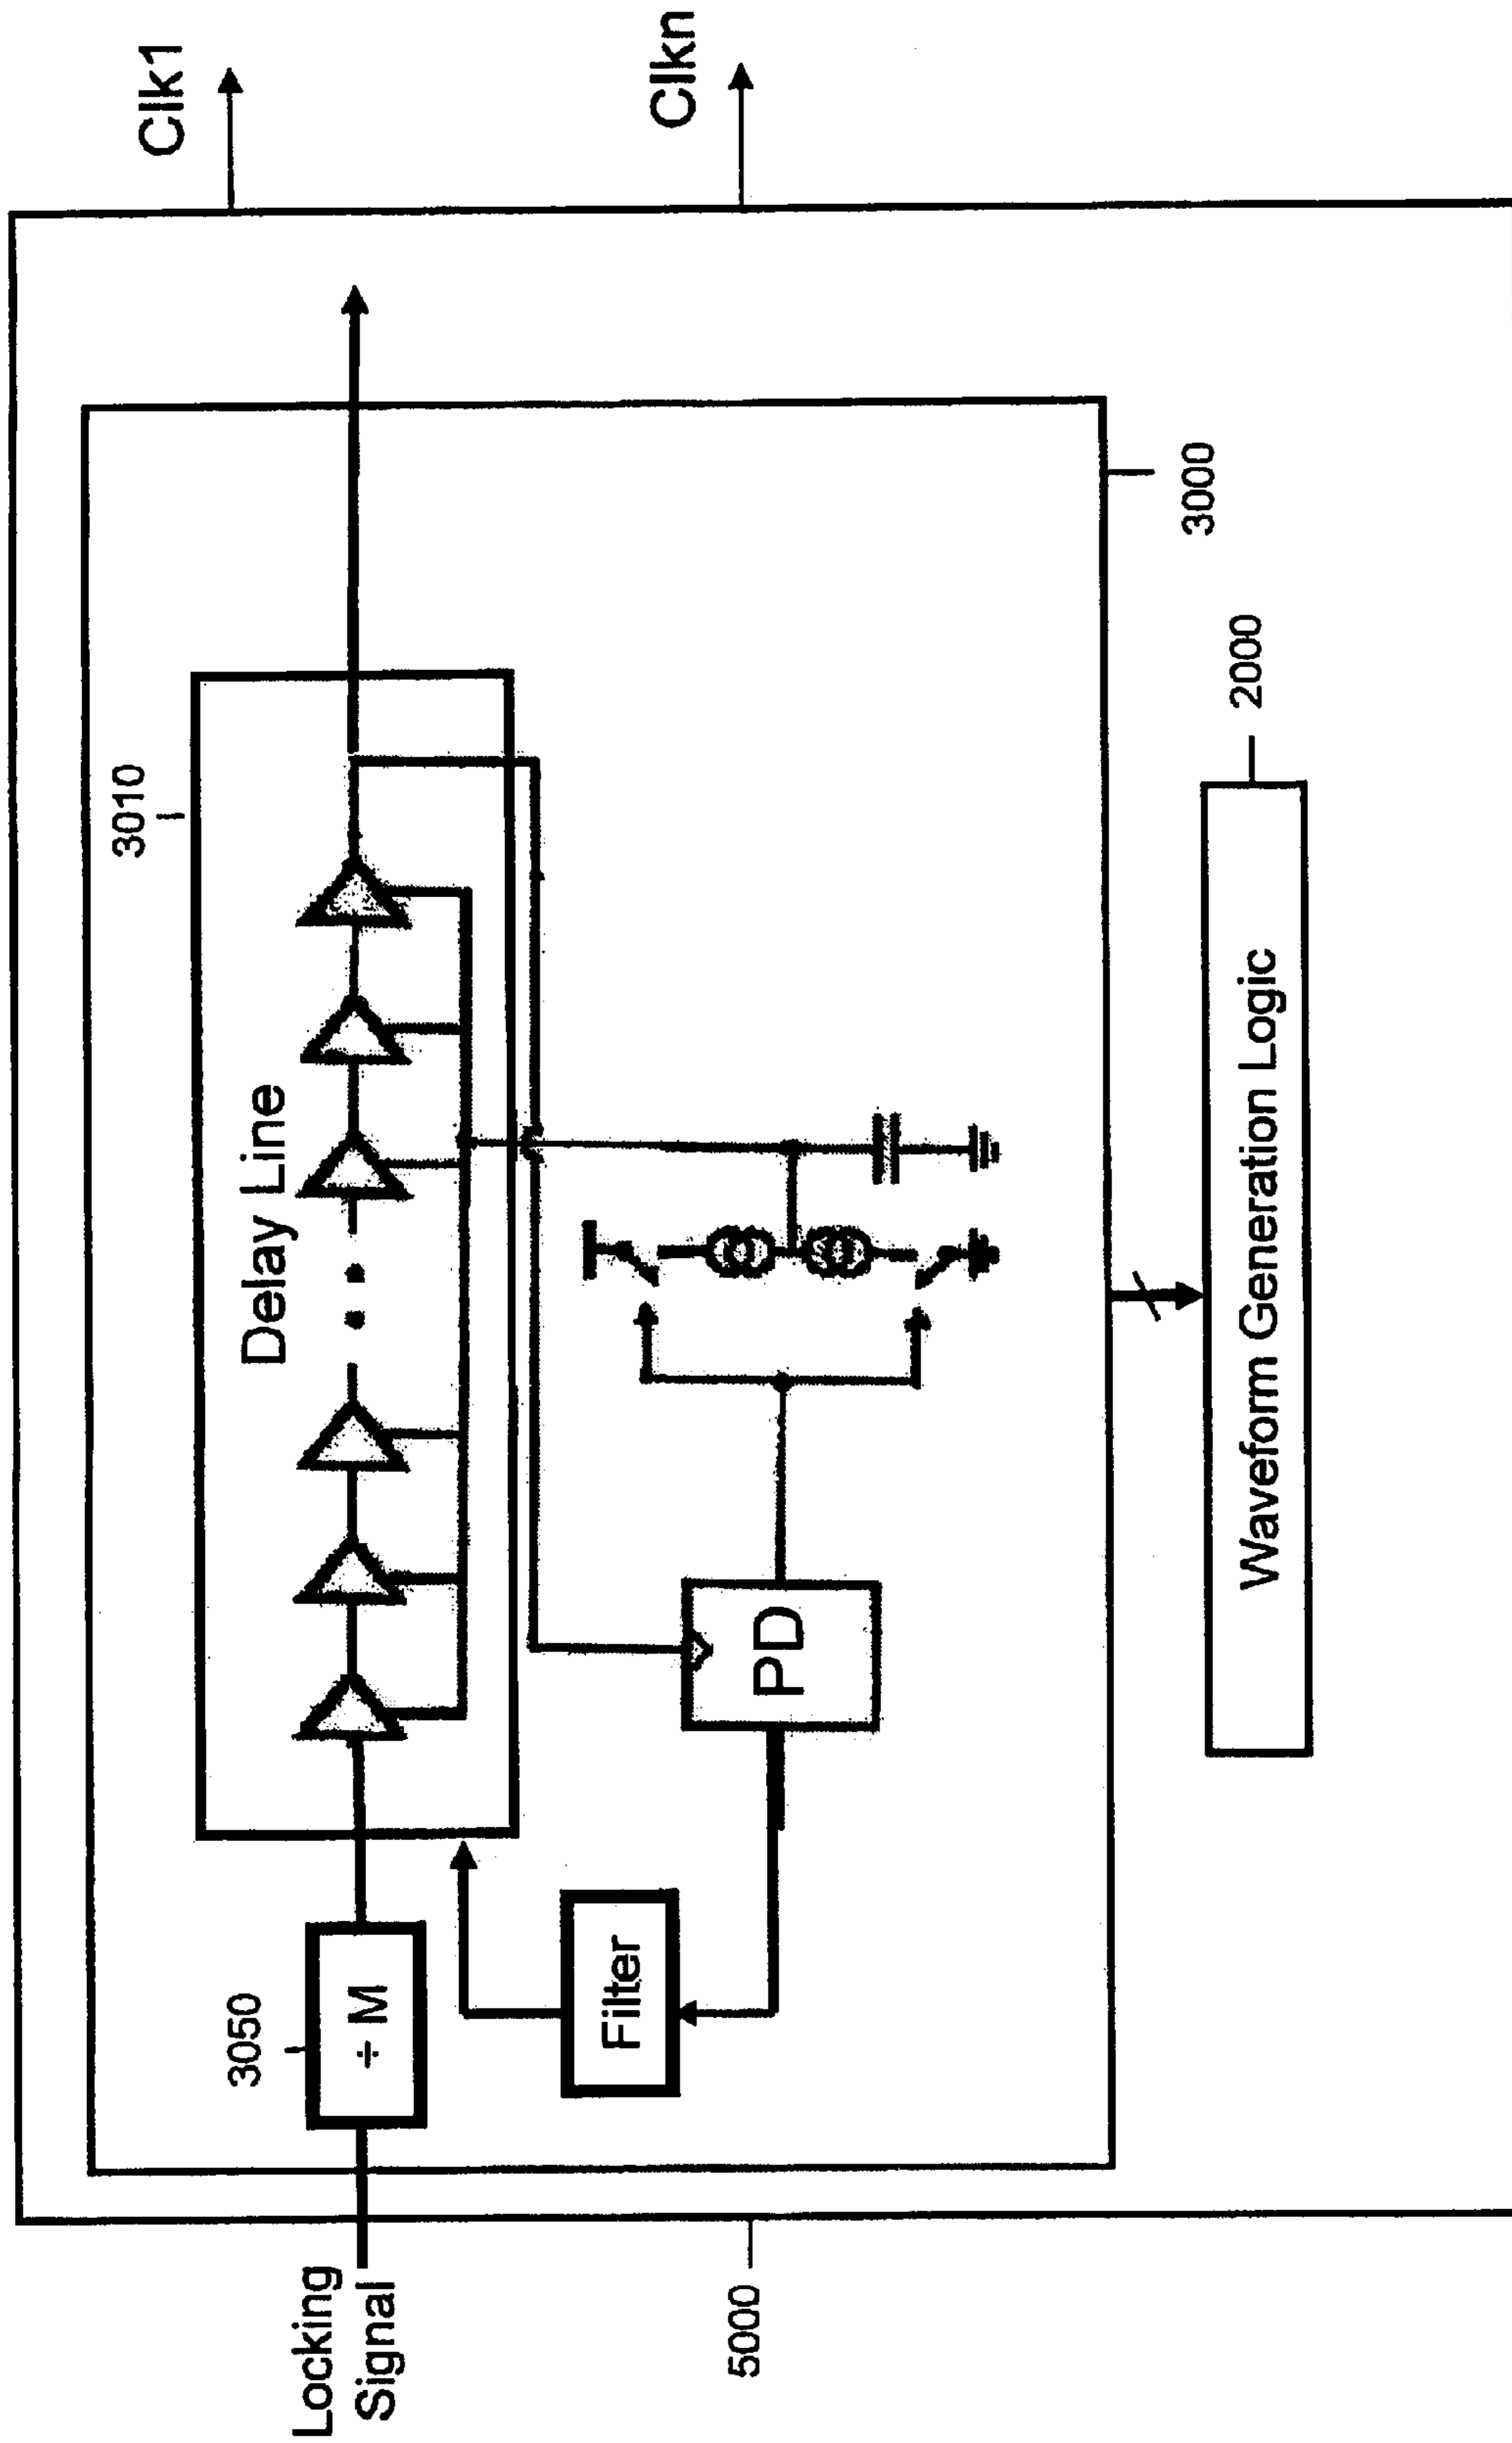 Locking
Signal
3050
÷ M
Filter
Delay Line
3010
PD
Clk1
Clkn
3000
5000
Waveform Generation Logic
2000